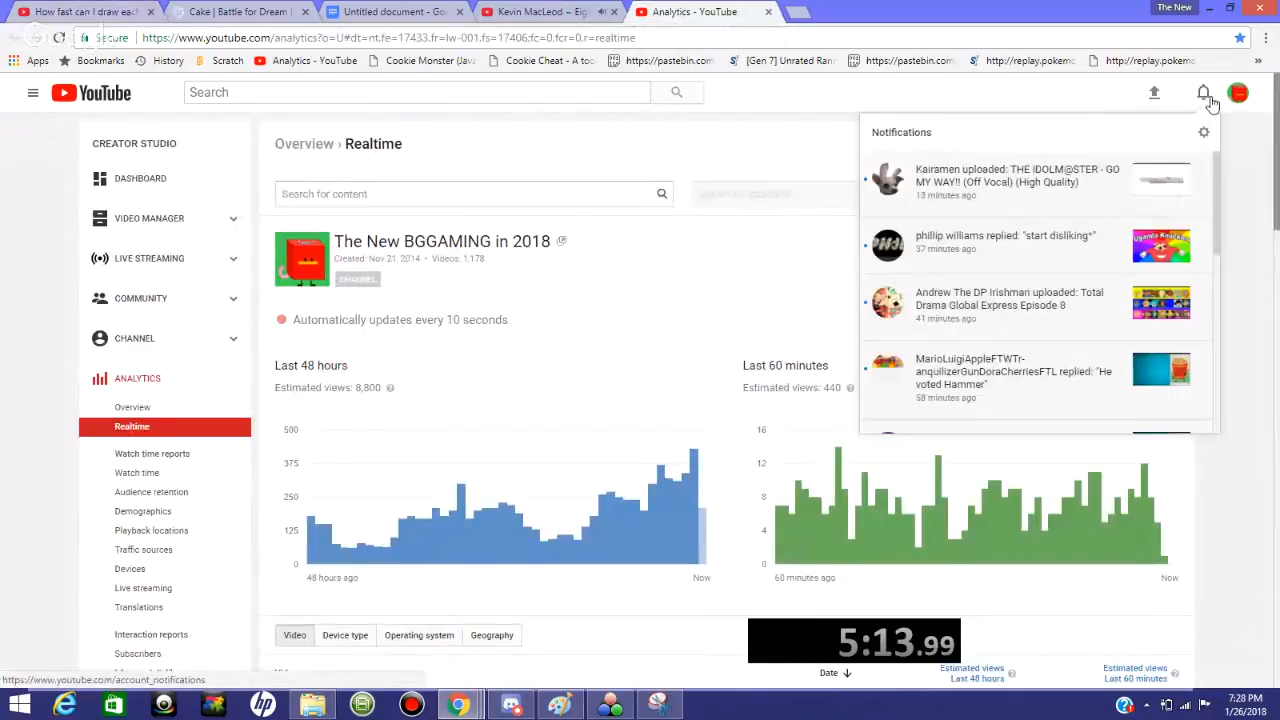 How fast can I draw each
Cake | Battle for Dream I
Untitled document - Go
Kevin MacLeod ~ Eig
Analytics - YouTube
The New
Secure
https://www.youtube.com/analytics?o=U#dt=nt,fe=17433,fr=lw-001,fs=17406;fc=0,fcr=0,r=realtime
Apps
Bookmarks
History
Scratch
Analytics - YouTube
Cookie Monster (Java
Cookie Cheat - A too
https://pastebin.com
[Gen 7] Unrated Rand
https://pastebin.com
http://replay.pokemo
http://replay.pokemo
»
YouTube
Search
CREATOR STUDIO
DASHBOARD
VIDEO MANAGER
LIVE STREAMING
COMMUNITY
CHANNEL
ANALYTICS
Overview
Realtime
Watch time reports
Watch time
Audience retention
Demographics
Playback locations
Traffic sources
Devices
Live streaming
Translations
Interaction reports
Subscribers
Overview › Realtime
Search for content
The New BGGAMING in 2018
Created: Nov 21, 2014 • Videos: 1,178
CHANNEL
Automatically updates every 10 seconds
Last 48 hours
Estimated views: 8,800
500
375
250
125
0
48 hours ago
Now
Last 60 minutes
Estimated views: 440
16
12
8
4
0
60 minutes ago
Now
Notifications
Kairamen uploaded: THE iDOLM@STER - GO
MY WAY!! (Off Vocal) (High Quality)
13 minutes ago
phillip williams replied: "start disliking*"
37 minutes ago
Andrew The DP Irishman uploaded: Total
Drama Global Express Episode 8
41 minutes ago
MarioLuigiAppleFTWTr-
anquilizerGunDoraCherriesFTL replied: "He
voted Hammer"
58 minutes ago
Video
Device type
Operating system
Geography
5:13.99
Date
Estimated views
Last 48 hours
Estimated views
Last 60 minutes
https://www.youtube.com/account_notifications
7:28 PM
1/26/2018